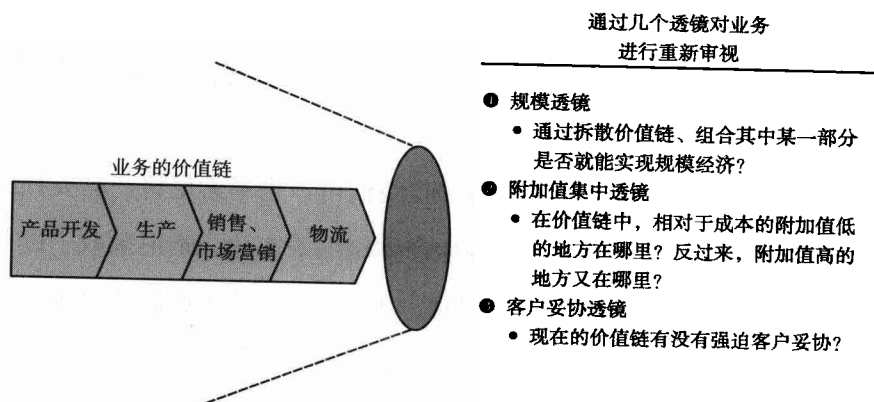 业务的价值链
产品开发
生产
销售、
市场营销
物流
通过几个透镜对业务
进行重新审视
❶ 规模透镜
• 通过拆散价值链、组合其中某一部分
是否就能实现规模经济？
❷ 附加值集中透镜
• 在价值链中，相对于成本的附加值低
的地方在哪里？反过来，附加值高的
地方又在哪里？
❸ 客户妥协透镜
• 现在的价值链有没有强迫客户妥协？